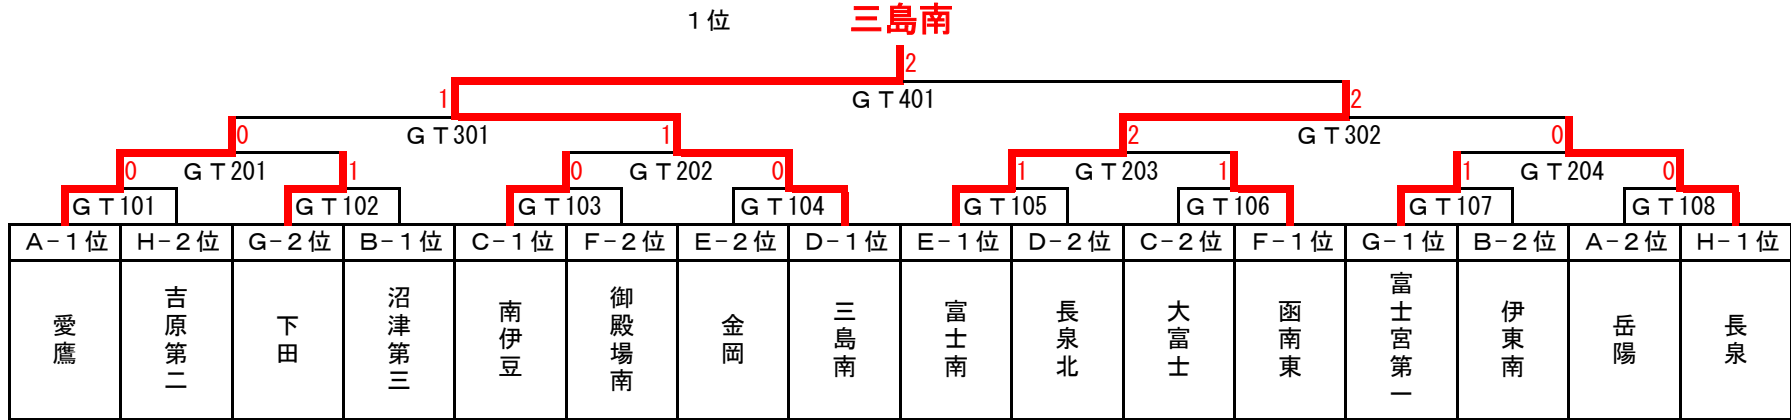 １位 三島南
2
1 ＧＴ401 2
0 ＧＴ301 1 2 ＧＴ302 0
0 ＧＴ201 1 0 ＧＴ202 0 1 ＧＴ203 1 1 ＧＴ204 0
ＧＴ101 ＧＴ102 ＧＴ103 ＧＴ104 ＧＴ105 ＧＴ106 ＧＴ107 ＧＴ108
Ａ-１位 Ｈ-２位 Ｇ-２位 Ｂ-１位 Ｃ-１位 Ｆ-２位 Ｅ-２位 Ｄ-１位 Ｅ-１位 Ｄ-２位 Ｃ-２位 Ｆ-１位 Ｇ-１位 Ｂ-２位 Ａ-２位 Ｈ-１位
愛鷹
吉原第二
下田
沼津第三
南伊豆
御殿場南
金岡
三島南
富士南
長泉北
大富士
函南東
富士宮第一
伊東南
岳陽
長泉